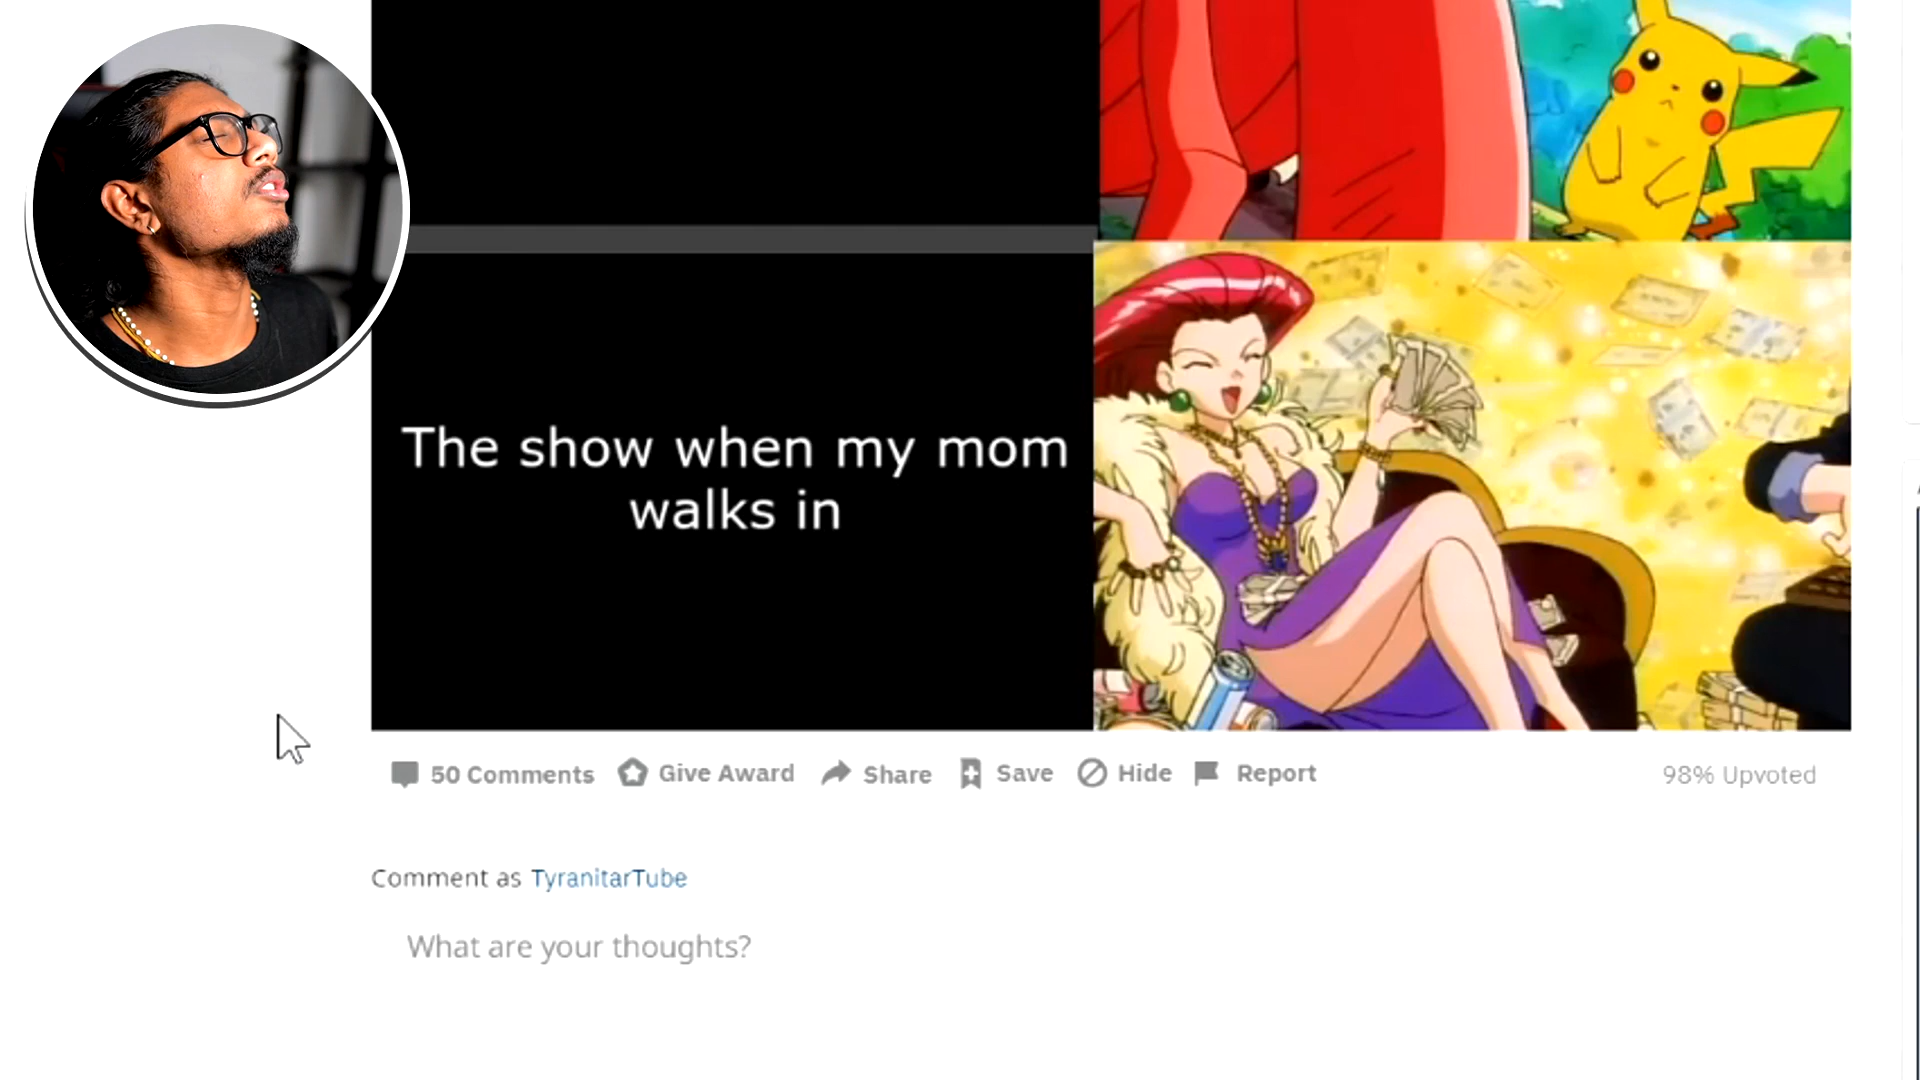 The show when my mom
walks in
50 Comments Give Award Share Save Hide Report 98% Upvoted
Comment as TyranitarTube
What are your thoughts?